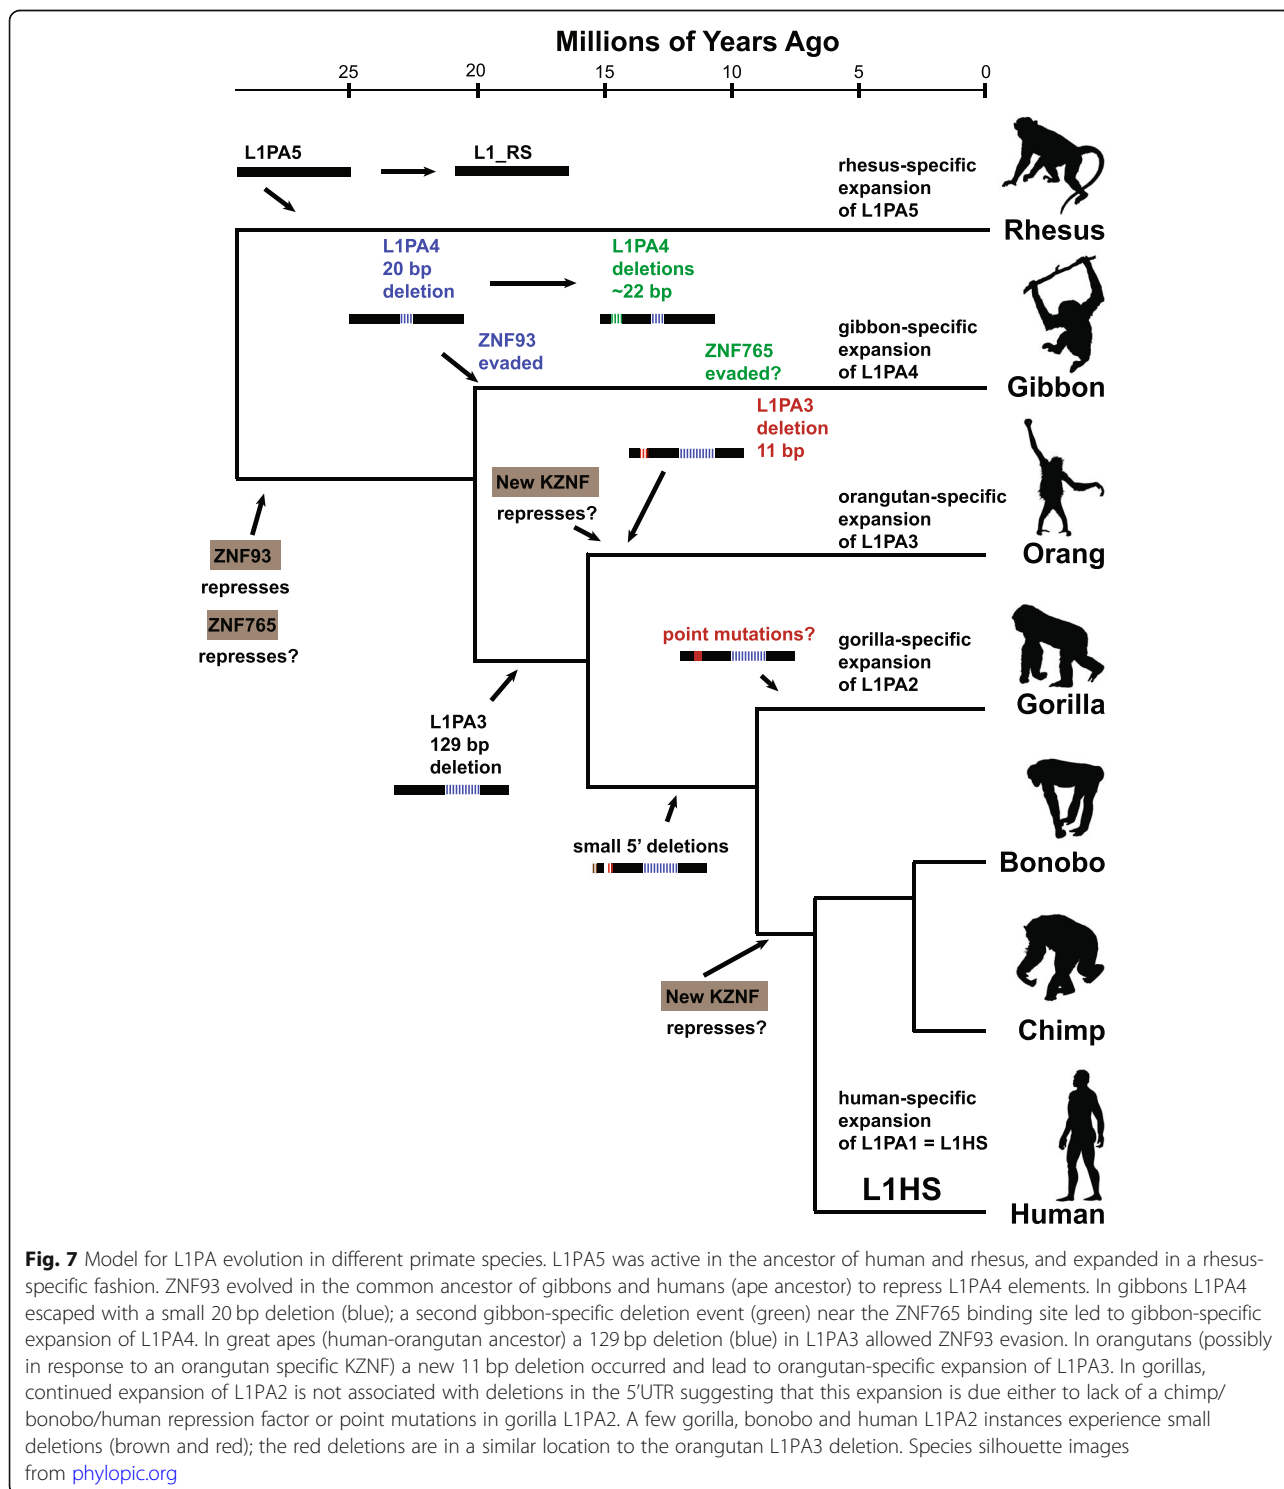 Millions of Years Ago
25 20 15 10 5 0
L1PA5
L1_RS
rhesus-specific
expansion
of L1PA5
Rhesus
L1PA4
20 bp
deletion
L1PA4
deletions
~22 bp
ZNF93
evaded
ZNF765
evaded?
gibbon-specific
expansion
of L1PA4
Gibbon
L1PA3
deletion
11 bp
New KZNF
represses?
orangutan-specific
expansion
of L1PA3
Orang
ZNF93
represses
ZNF765
represses?
point mutations?
gorilla-specific
expansion
of L1PA2
Gorilla
L1PA3
129 bp
deletion
small 5’ deletions
Bonobo
New KZNF
represses?
Chimp
human-specific
expansion
of L1PA1 = L1HS
L1HS
Human
Fig. 7 Model for L1PA evolution in different primate species. L1PA5 was active in the ancestor of human and rhesus, and expanded in a rhesus-
specific fashion. ZNF93 evolved in the common ancestor of gibbons and humans (ape ancestor) to repress L1PA4 elements. In gibbons L1PA4
escaped with a small 20 bp deletion (blue); a second gibbon-specific deletion event (green) near the ZNF765 binding site led to gibbon-specific
expansion of L1PA4. In great apes (human-orangutan ancestor) a 129 bp deletion (blue) in L1PA3 allowed ZNF93 evasion. In orangutans (possibly
in response to an orangutan specific KZNF) a new 11 bp deletion occurred and lead to orangutan-specific expansion of L1PA3. In gorillas,
continued expansion of L1PA2 is not associated with deletions in the 5’UTR suggesting that this expansion is due either to lack of a chimp/
bonobo/human repression factor or point mutations in gorilla L1PA2. A few gorilla, bonobo and human L1PA2 instances experience small
deletions (brown and red); the red deletions are in a similar location to the orangutan L1PA3 deletion. Species silhouette images
from phylopic.org